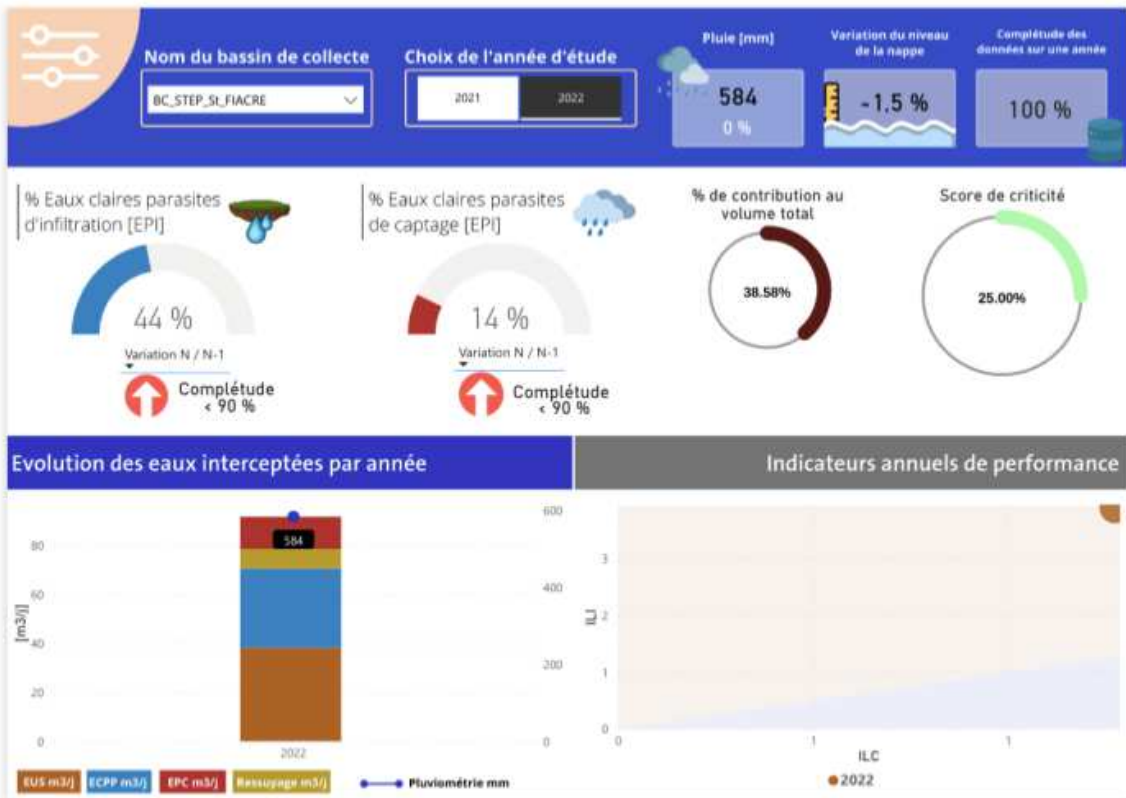 Nom du bassin de collecte
BC_STEP_St_FIACRE
Choix de l'année d'étude
2021
2022
Pluie [mm]
584
0 %
Variation du niveau
de la nappe
-1,5 %
Complétude des
données sur une année
100 %
% Eaux claires parasites
d'infiltration [EPI]
44 %
Variation N / N-1
Complétude
< 90 %
% Eaux claires parasites
de captage [EPI]
14 %
Variation N / N-1
Complétude
< 90 %
% de contribution au
volume total
38.58%
Score de criticité
25.00%
Evolution des eaux interceptées par année
[m3/j]
80
60
40
20
0
584
600
400
200
0
2022
EUS m3/j
ECPP m3/j
EPC m3/j
Ressuyage m3/j
Pluviométrie mm
Indicateurs annuels de performance
ILI
3
2
1
0
0
1
1
ILC
2022